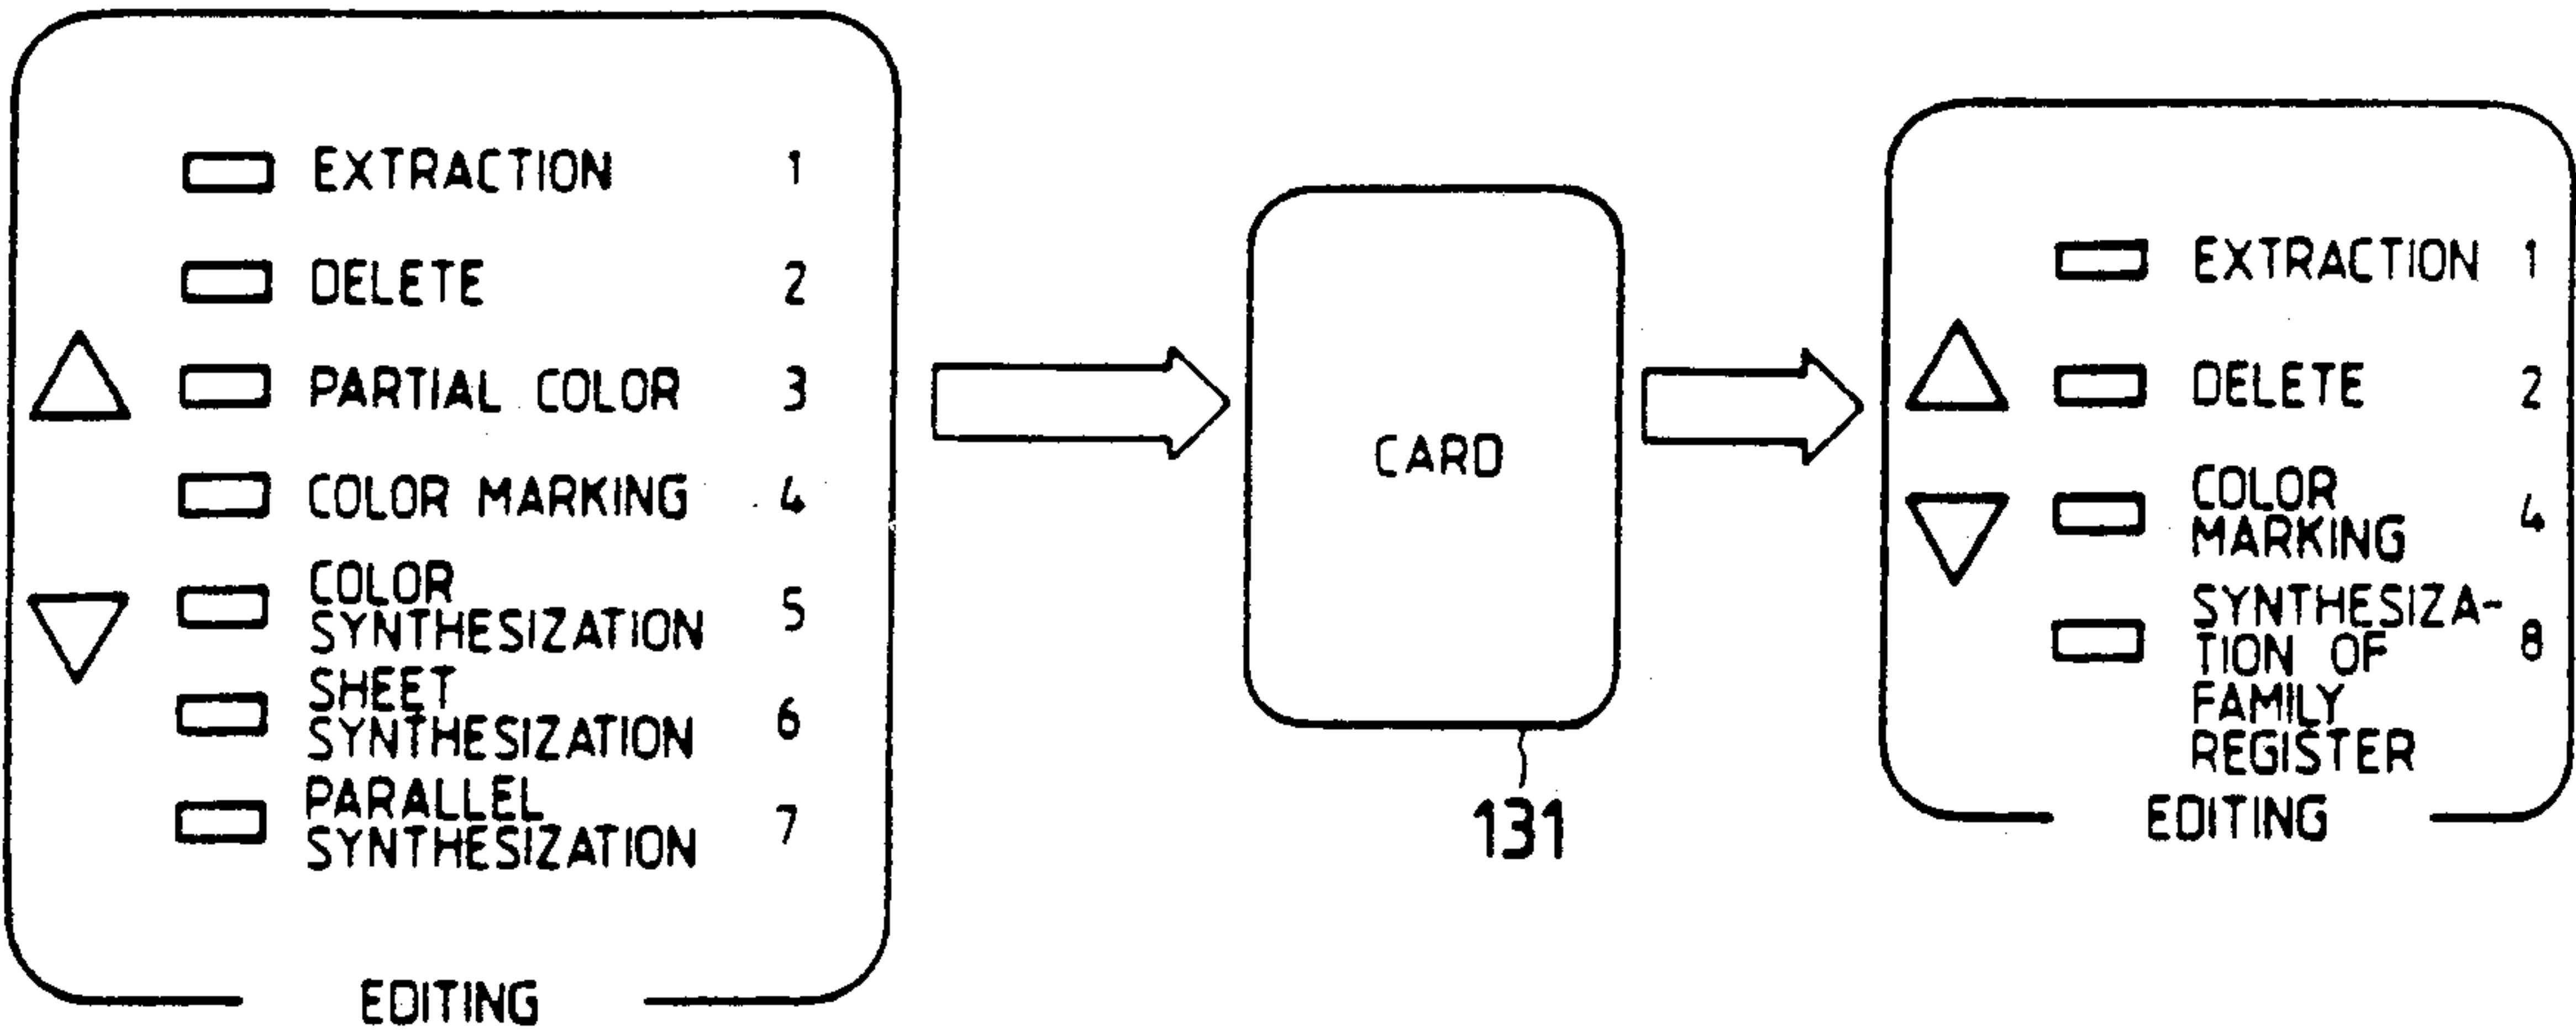 EXTRACTION 1
DELETE 2
PARTIAL COLOR 3
COLOR MARKING 4
COLOR
SYNTHESIZATION 5
SHEET
SYNTHESIZATION 6
PARALLEL
SYNTHESIZATION 7
EDITING
CARD
131
EXTRACTION 1
DELETE 2
COLOR
MARKING 4
SYNTHESIZA-
TION OF 8
FAMILY
REGISTER
EDITING